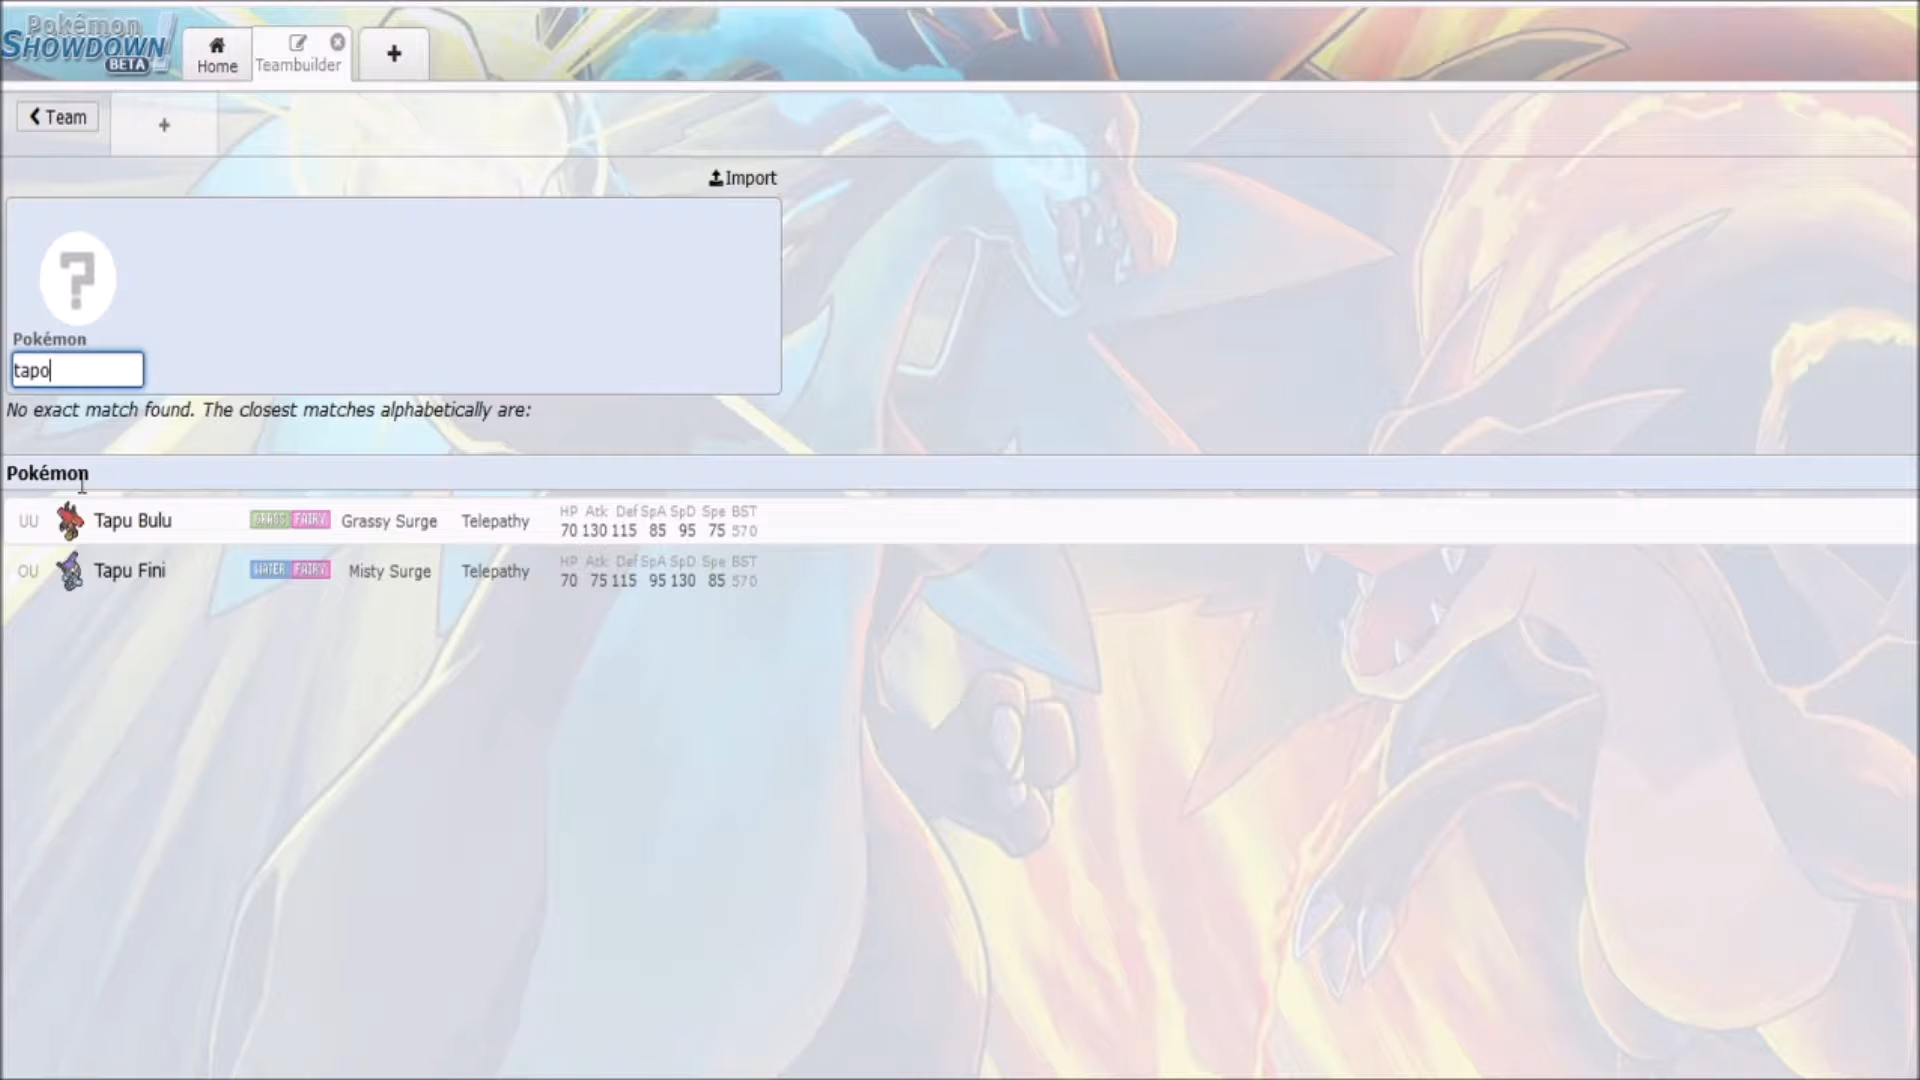 Pokémon
SHOWDOWN!
BETA
Home
Teambuilder
+
Team
+
Import
?
Pokémon
tapo
No exact match found. The closest matches alphabetically are:
Pokémon
UU Tapu Bulu GRASS FAIRY Grassy Surge Telepathy HP Atk Def SpA SpD Spe BST
70 130 115 85 95 75 570
OU Tapu Fini WATER FAIRY Misty Surge Telepathy HP Atk Def SpA SpD Spe BST
70 75 115 95 130 85 570